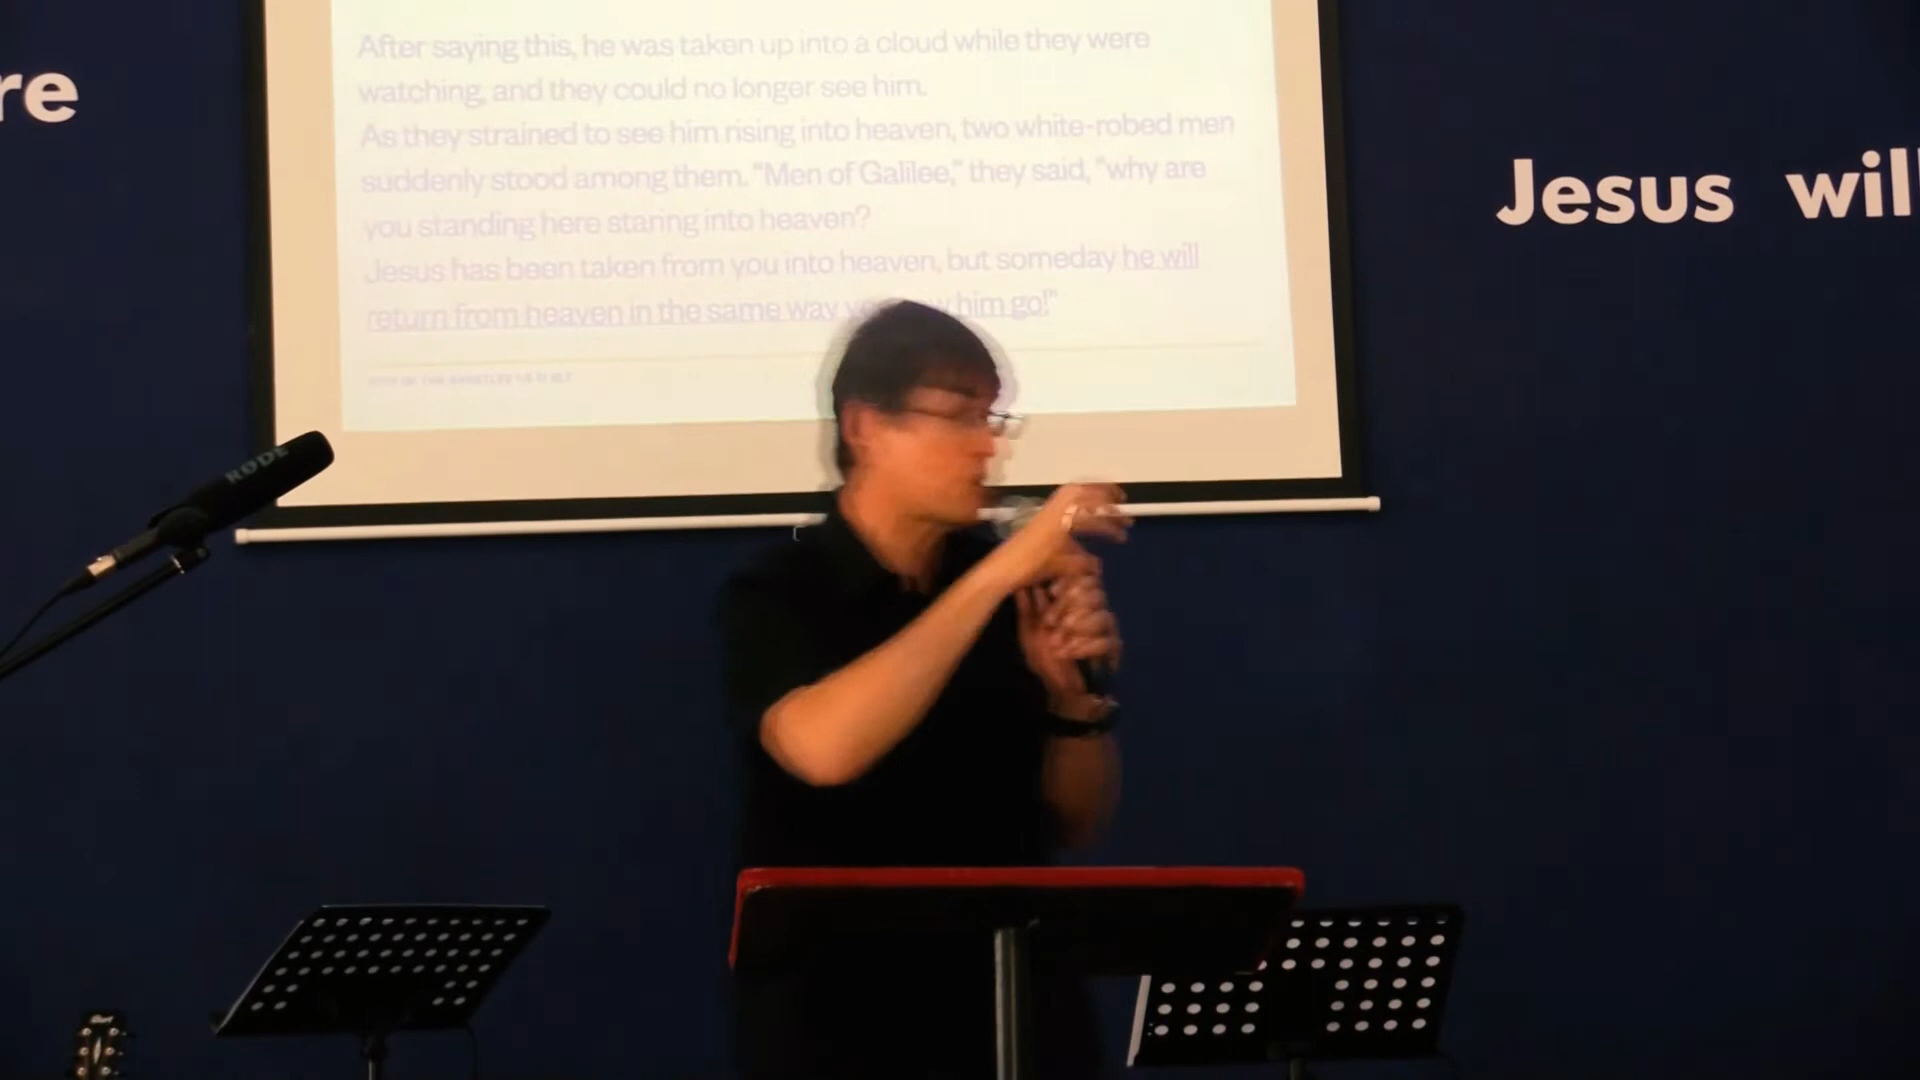 re
After saying this, he was taken up into a cloud while they were
watching, and they could no longer see him.
As they strained to see him rising into heaven, two white-robed men
suddenly stood among them. "Men of Galilee," they said, "why are
you standing here staring into heaven?
Jesus has been taken from you into heaven, but someday he will
return from heaven in the same way him go!"
Jesus will
RØDE
Cort